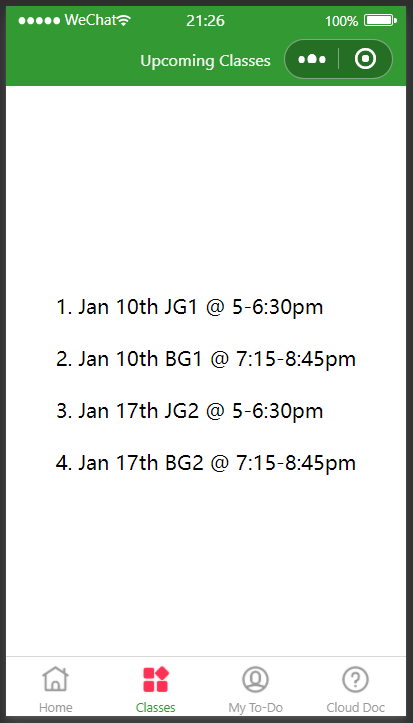 WeChat
21:26
100%
Upcoming Classes
1. Jan 10th JG1 @ 5-6:30pm
2. Jan 10th BG1 @ 7:15-8:45pm
3. Jan 17th JG2 @ 5-6:30pm
4. Jan 17th BG2 @ 7:15-8:45pm
Home
Classes
My To-Do
Cloud Doc